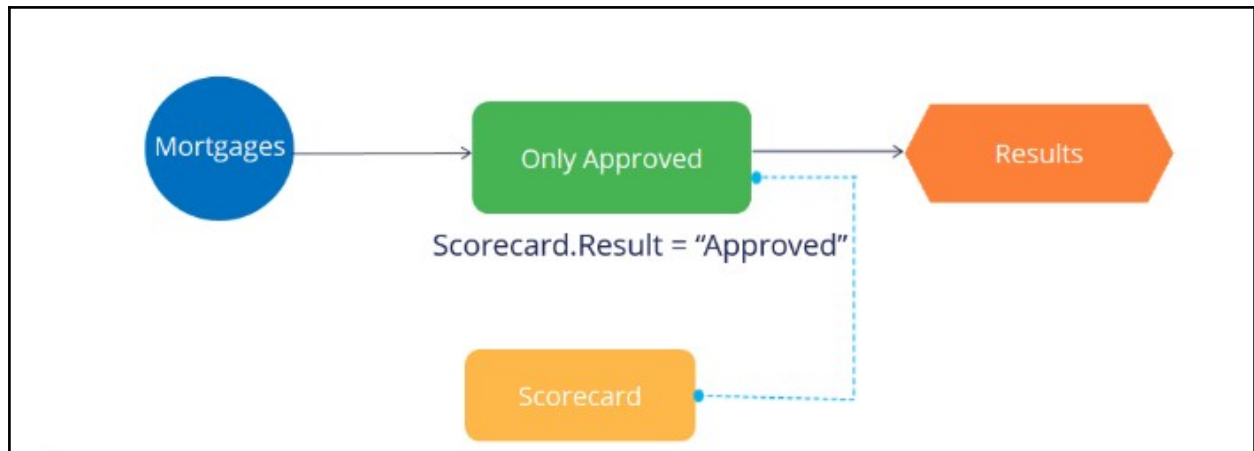 Mortgages
Only Approved
Results
Scorecard.Result = “Approved”
Scorecard